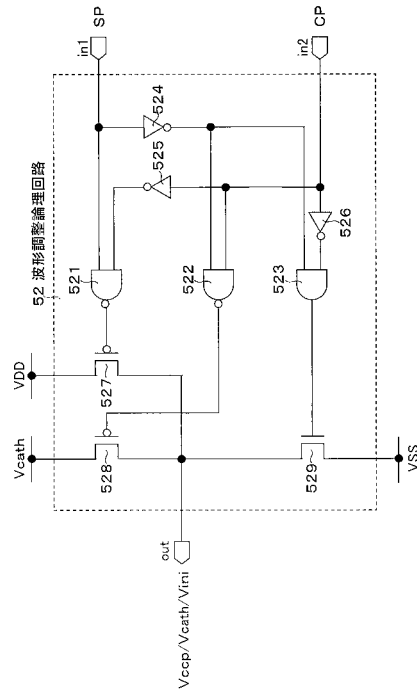 52 波形調整論理回路
VDD
Vcath
SP
in1
CP
in2
524
525
526
521
522
523
527
528
529
VSS
out
Vccp/Vcath/Vini